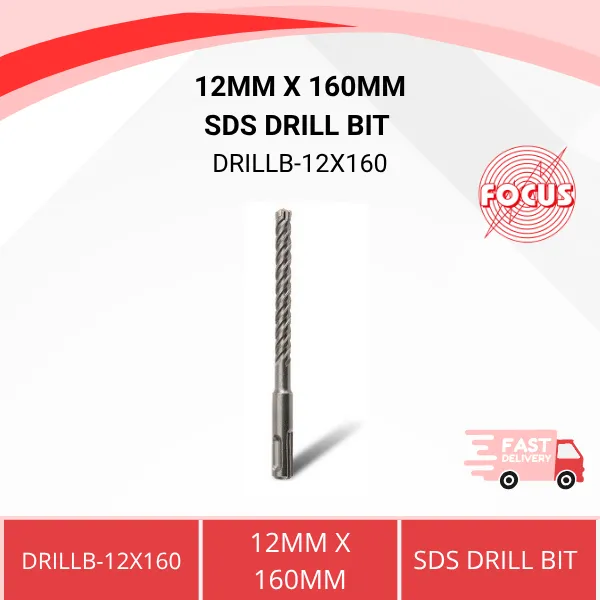 12MM X 160MM
SDS DRILL BIT
DRILLB-12X160
FOCUS
FAST
DELIVERY
DRILLB-12X160
12MM X
160MM
SDS DRILL BIT